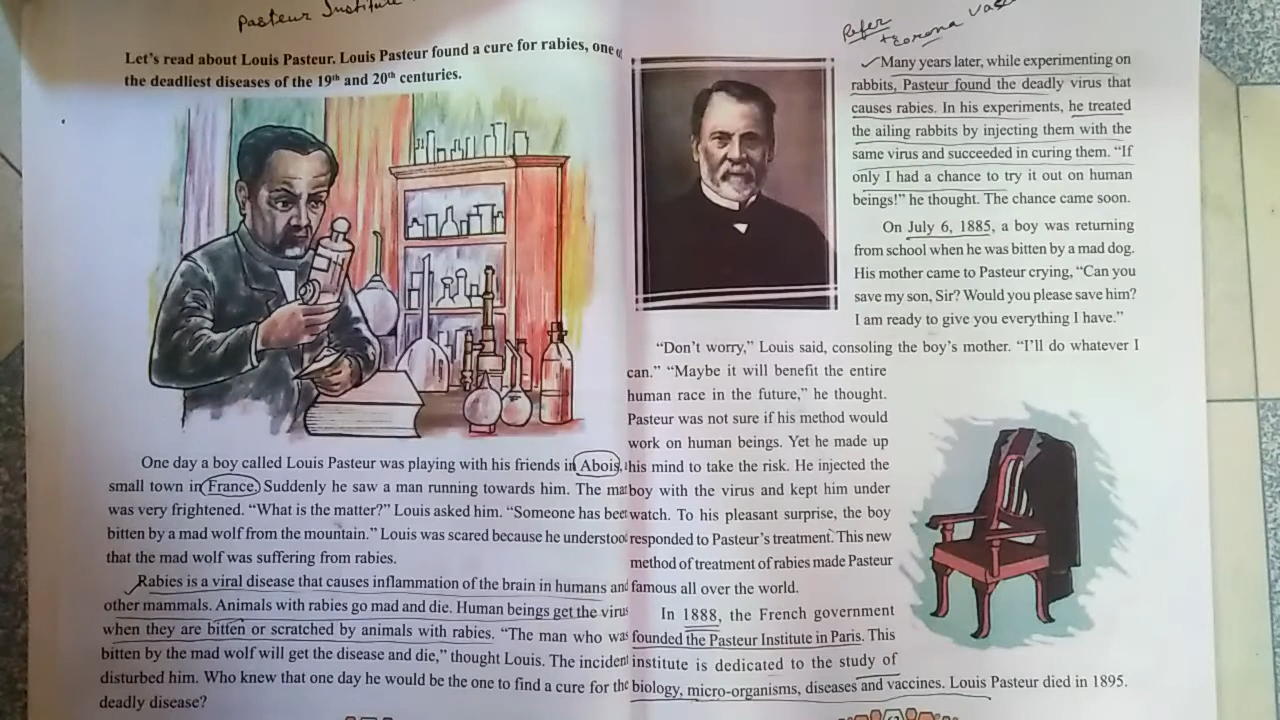 Pasteur Institute
Let's read about Louis Pasteur. Louis Pasteur found a cure for rabies, one of
the deadliest diseases of the 19th and 20th centuries.
One day a boy called Louis Pasteur was playing with his friends in Abois,
small town in France. Suddenly he saw a man running towards him. The man
was very frightened. "What is the matter?" Louis asked him. "Someone has been
bitten by a mad wolf from the mountain." Louis was scared because he understood
that the mad wolf was suffering from rabies.
Rabies is a viral disease that causes inflammation of the brain in humans and
other mammals. Animals with rabies go mad and die. Human beings get the virus
when they are bitten or scratched by animals with rabies. "The man who was
bitten by the mad wolf will get the disease and die," thought Louis. The incident
disturbed him. Who knew that one day he would be the one to find a cure for the
deadly disease?
Refer
+corona
Many years later, while experimenting on
rabbits, Pasteur found the deadly virus that
causes rabies. In his experiments, he treated
the ailing rabbits by injecting them with the
same virus and succeeded in curing them. "If
only I had a chance to try it out on human
beings!" he thought. The chance came soon.
On July 6, 1885, a boy was returning
from school when he was bitten by a mad dog.
His mother came to Pasteur crying, "Can you
save my son, Sir? Would you please save him?
I am ready to give you everything I have."
"Don't worry," Louis said, consoling the boy's mother. "I'll do whatever I
can." "Maybe it will benefit the entire
human race in the future," he thought.
Pasteur was not sure if his method would
work on human beings. Yet he made up
his mind to take the risk. He injected the
boy with the virus and kept him under
watch. To his pleasant surprise, the boy
responded to Pasteur's treatment. This new
method of treatment of rabies made Pasteur
famous all over the world.
In 1888, the French government
founded the Pasteur Institute in Paris. This
institute is dedicated to the study of
biology, micro-organisms, diseases and vaccines. Louis Pasteur died in 1895.